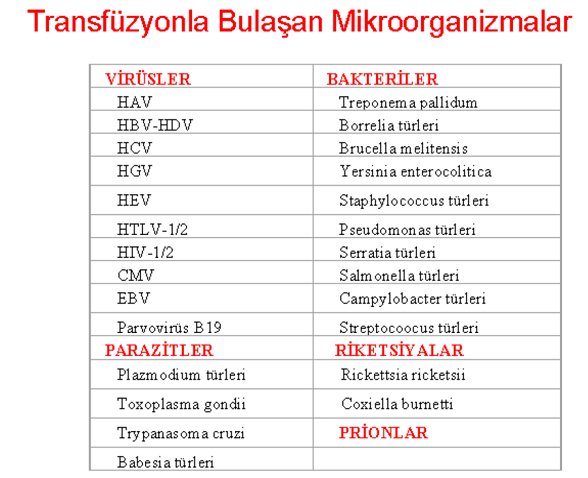 Transfüzyonla Bulaşan Mikroorganizmalar
VİRÜSLER BAKTERİLER
HAV Treponema pallidum
HBV-HDV Borrelia türleri
HCV Brucella melitensis
HGV Yersinia enterocolitica
HEV Staphylococcus türleri
HTLV-1/2 Pseudomonas türleri
HIV-1/2 Serratia türleri
CMV Salmonella türleri
EBV Campylobacter türleri
Parvovirüs B19 Streptocoocus türleri
PARAZİTLER RİKETSİYALAR
Plazmodium türleri Rickettsia ricketsii
Toxoplasma gondii Coxiella burnetti
Trypanasoma cruzi PRİONLAR
Babesia türleri